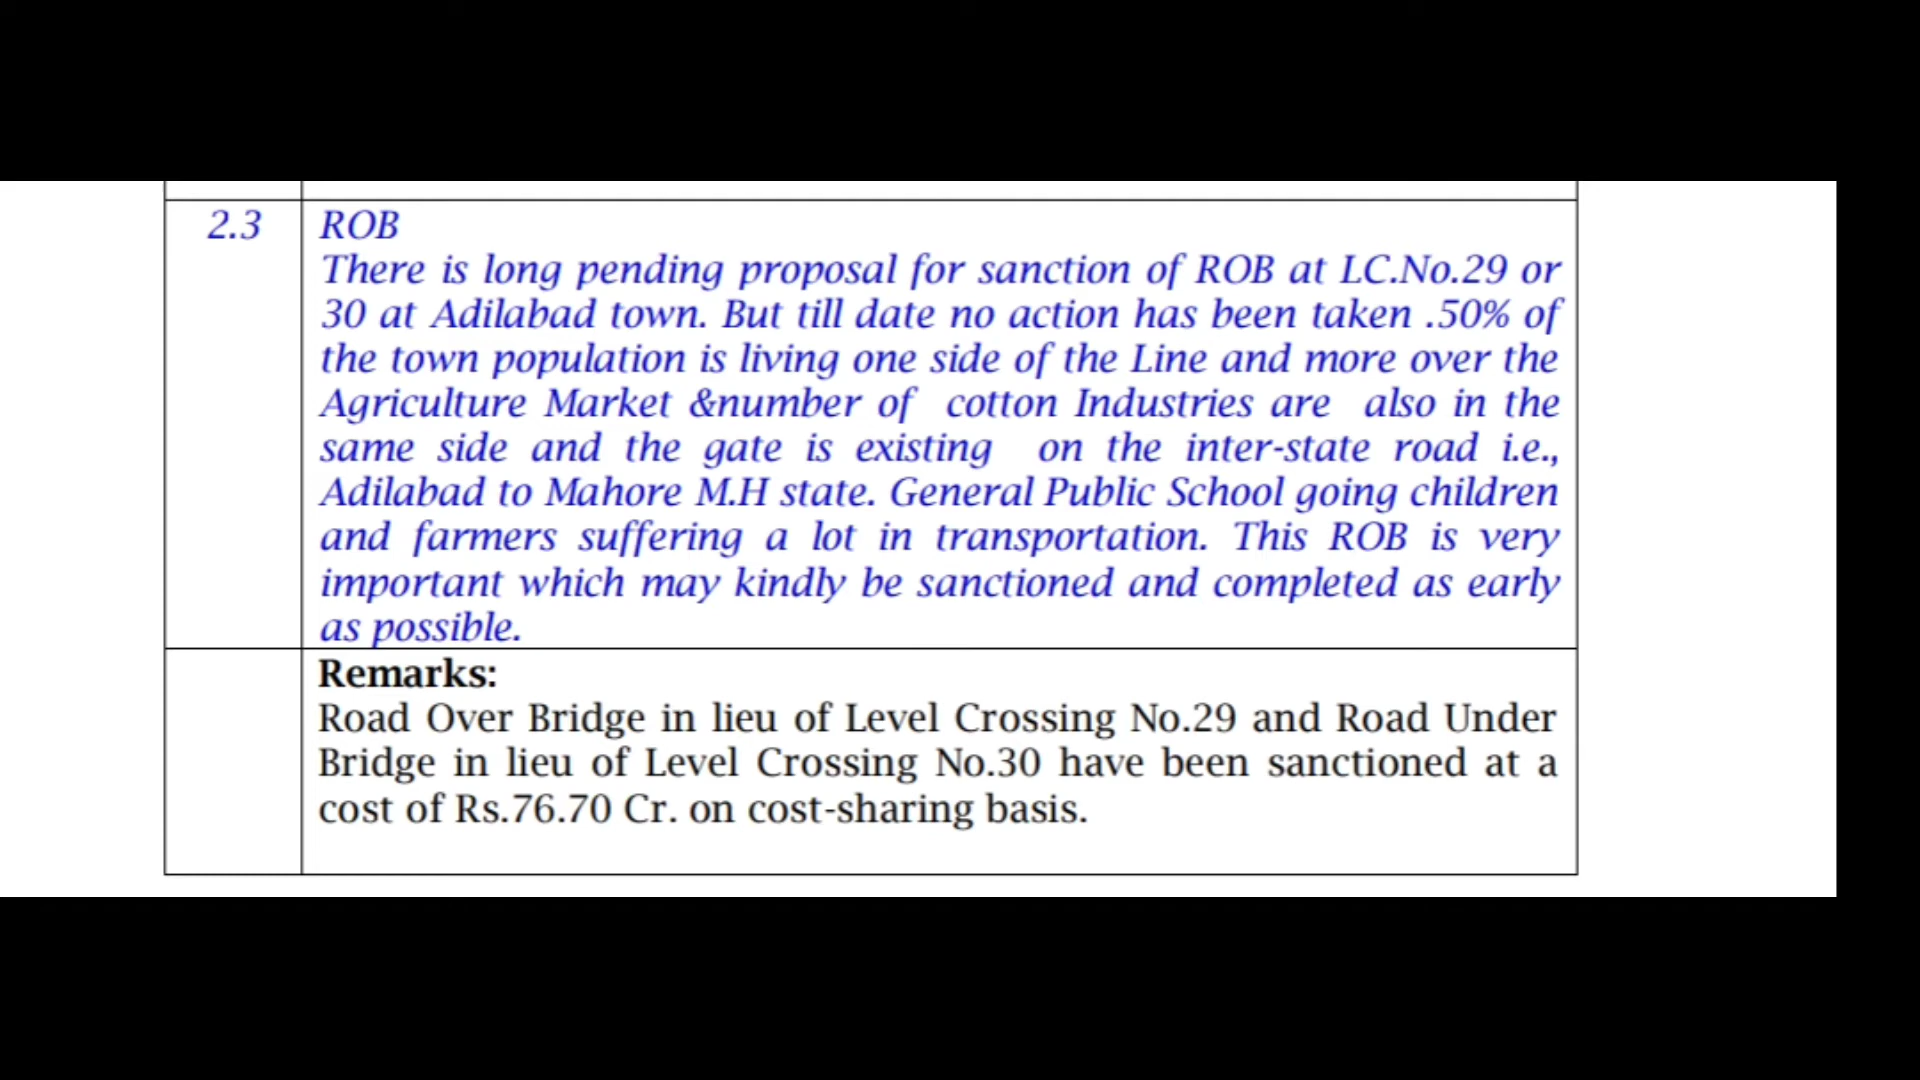 2.3 ROB
There is long pending proposal for sanction of ROB at LC.No.29 or
30 at Adilabad town. But till date no action has been taken .50% of
the town population is living one side of the Line and more over the
Agriculture Market &number of cotton Industries are also in the
same side and the gate is existing on the inter-state road i.e.,
Adilabad to Mahore M.H state. General Public School going children
and farmers suffering a lot in transportation. This ROB is very
important which may kindly be sanctioned and completed as early
as possible.
Remarks:
Road Over Bridge in lieu of Level Crossing No.29 and Road Under
Bridge in lieu of Level Crossing No.30 have been sanctioned at a
cost of Rs.76.70 Cr. on cost-sharing basis.